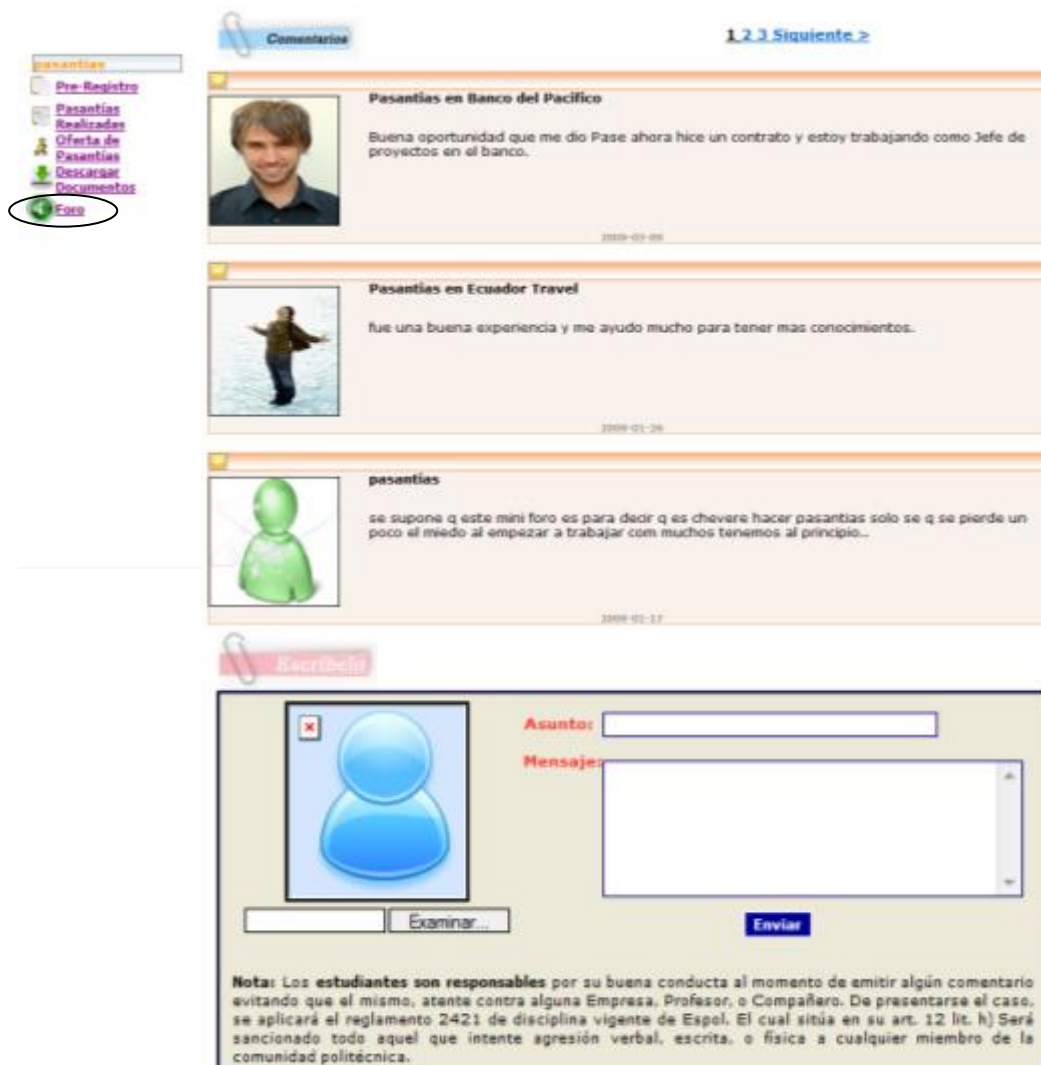 Comentarios
1 2 3 Siguiente >
pasantias
Pre-Registro
Pasantías
Realizadas
Oferta de
Pasantías
Descargar
Documentos
Foro
Pasantías en Banco del Pacifico
Buena oportunidad que me dio Pase ahora hice un contrato y estoy trabajando como Jefe de
proyectos en el banco.
Pasantías en Ecuador Travel
fue una buena experiencia y me ayudo mucho para tener mas conocimientos.
pasantías
se supone q este mini foro es para decir q es chevere hacer pasantias solo se q se pierde un
poco el miedo al empezar a trabajar com muchos tenemos al principio...
Escríbelo
Asunto:
Mensaje:
Examinar...
Enviar
Nota: Los estudiantes son responsables por su buena conducta al momento de emitir algún comentario
evitando que el mismo, atente contra alguna Empresa, Profesor, o Compañero. De presentarse el caso,
se aplicará el reglamento 2421 de disciplina vigente de Espol. El cual sitúa en su art. 12 lit. h) Será
sancionado todo aquel que intente agresión verbal, escrita, o física a cualquier miembro de la
comunidad politécnica.